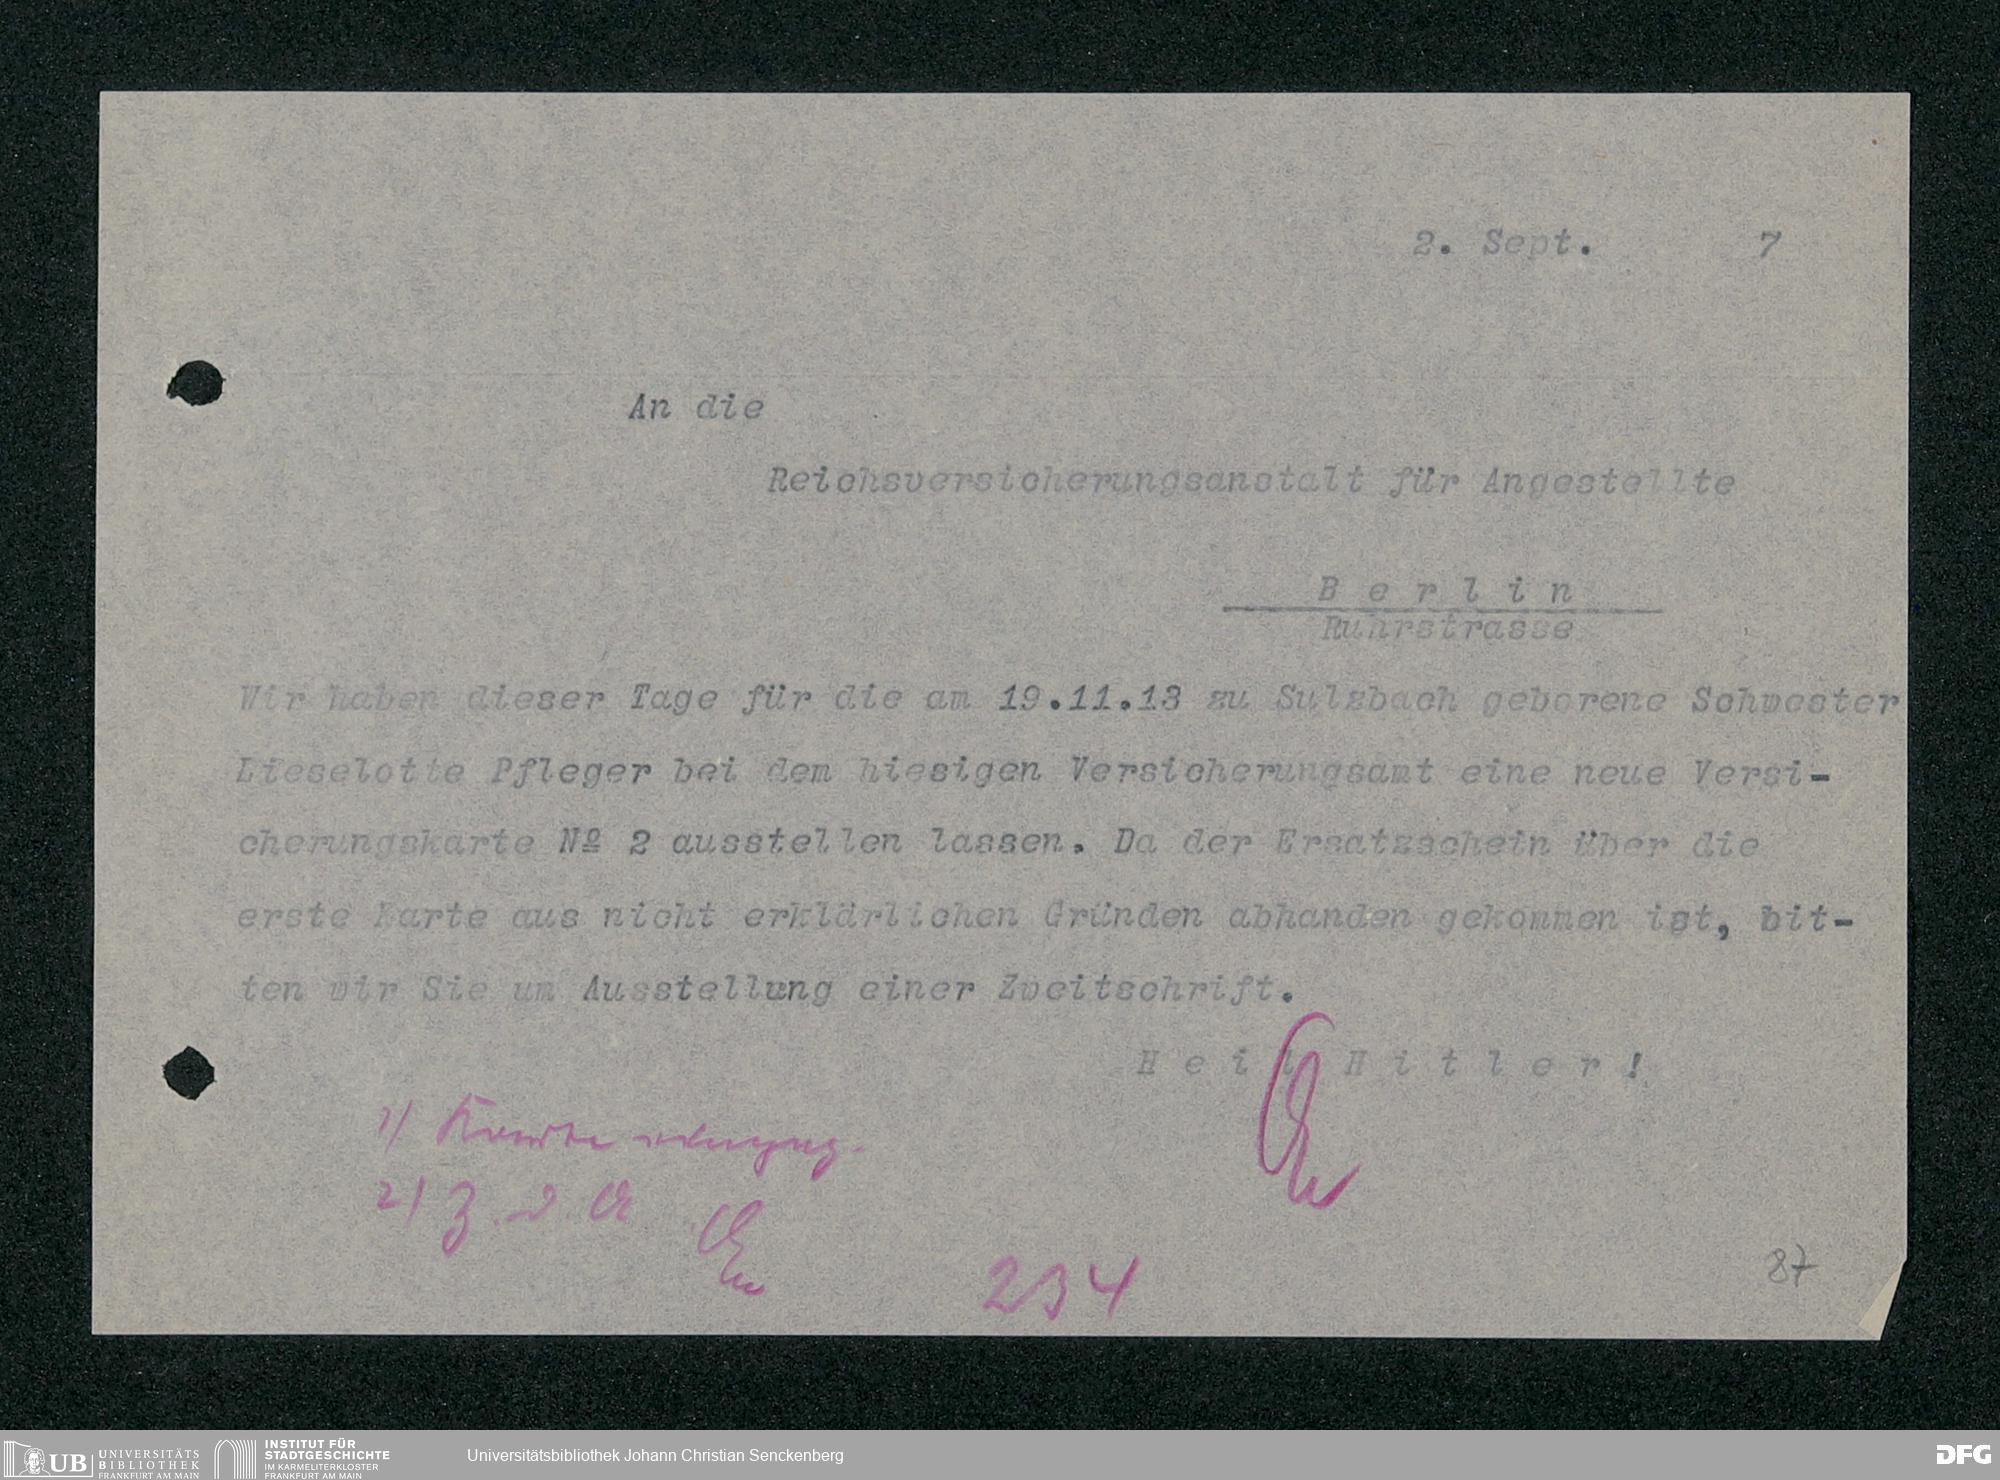 2. Sept. 7
An die
Reichsversicherungsanstalt für Angestellte
B e r l i n
Ruhrstrasse
Wir haben dieser Tage für die am 19.11.13 zu Sulzbach geborene Schwester
Lieselotte Pfleger bei dem hiesigen Versicherungsamt eine neue Versi-
cherungskarte № 2 ausstellen lassen. Da der Ersatzschein über die
erste Karte aus nicht erklärlichen Gründen abhanden gekommen ist, bit-
ten wir Sie um Ausstellung einer Zweitschrift.
H e i l H i t l e r !
1)
2) Z. d. A
234
87
UB UNIVERSITÄTS
BIBLIOTHEK
FRANKFURT AM MAIN
INSTITUT FÜR
STADTGESCHICHTE
IM KARMELITERKLOSTER
FRANKFURT AM MAIN
Universitätsbibliothek Johann Christian Senckenberg
DFG